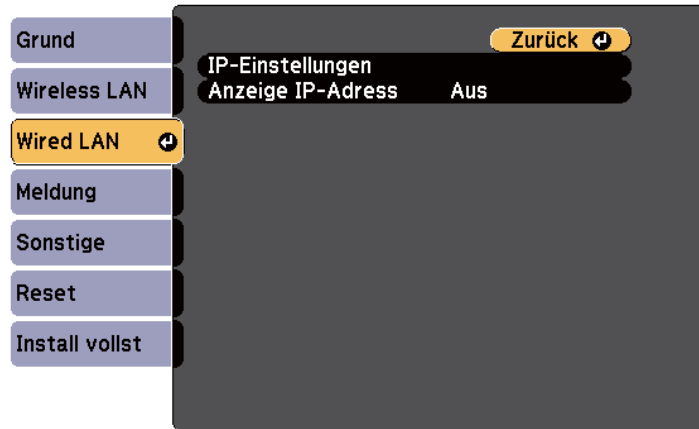 Grund
Wireless LAN
Wired LAN
Meldung
Sonstige
Reset
Install vollst
Zurück
IP-Einstellungen
Anzeige IP-Adress Aus